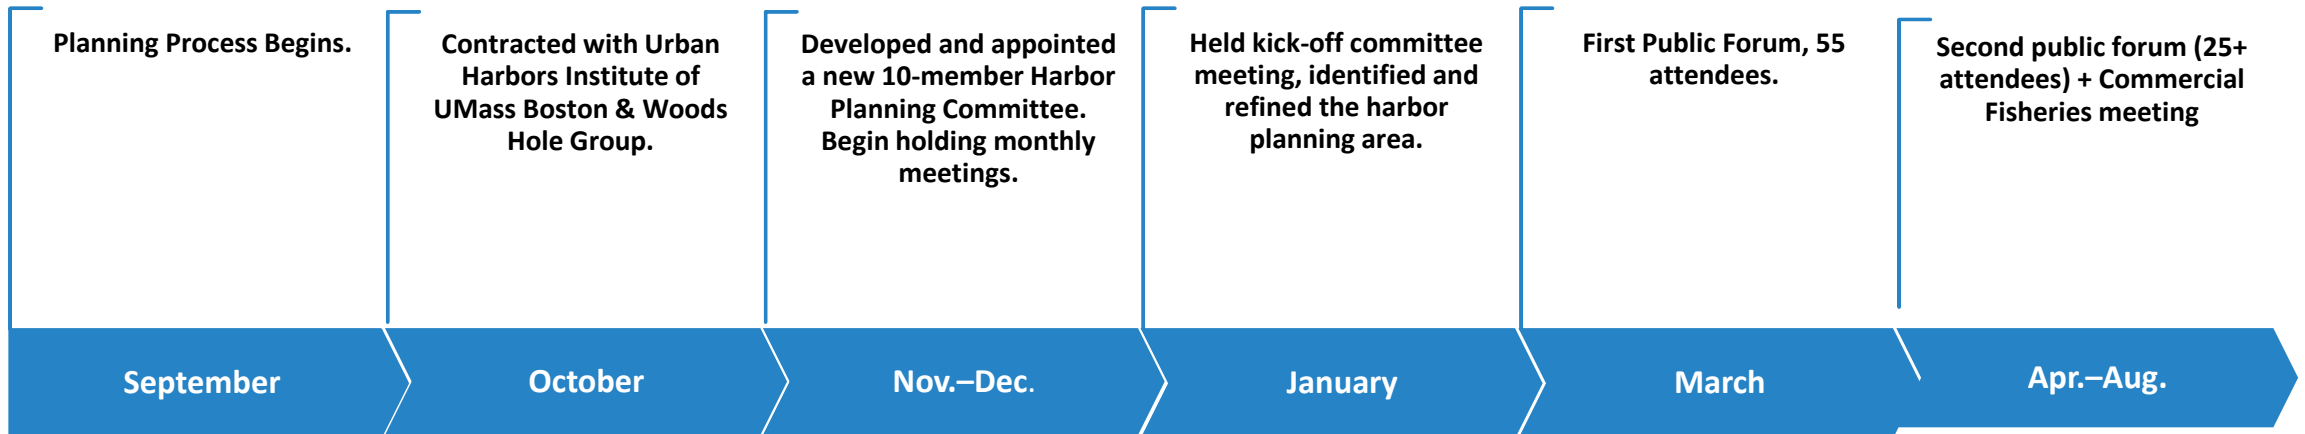 Planning Process Begins.
Contracted with Urban
Harbors Institute of
UMass Boston & Woods
Hole Group.
Developed and appointed
a new 10-member Harbor
Planning Committee.
Begin holding monthly
meetings.
Held kick-off committee
meeting, identified and
refined the harbor
planning area.
First Public Forum, 55
attendees.
Second public forum (25+
attendees) + Commercial
Fisheries meeting
September
October
Nov.–Dec.
January
March
Apr.–Aug.